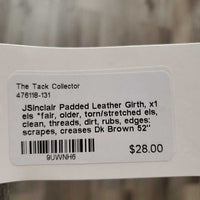 The Tack Collector
476118-131
JSinclair Padded Leather Girth, x1
els *fair, older, torn/stretched els,
clean, threads, dirt, rubs, edges:
scrapes, creases Dk Brown 52"
9UWNH6
$28.00